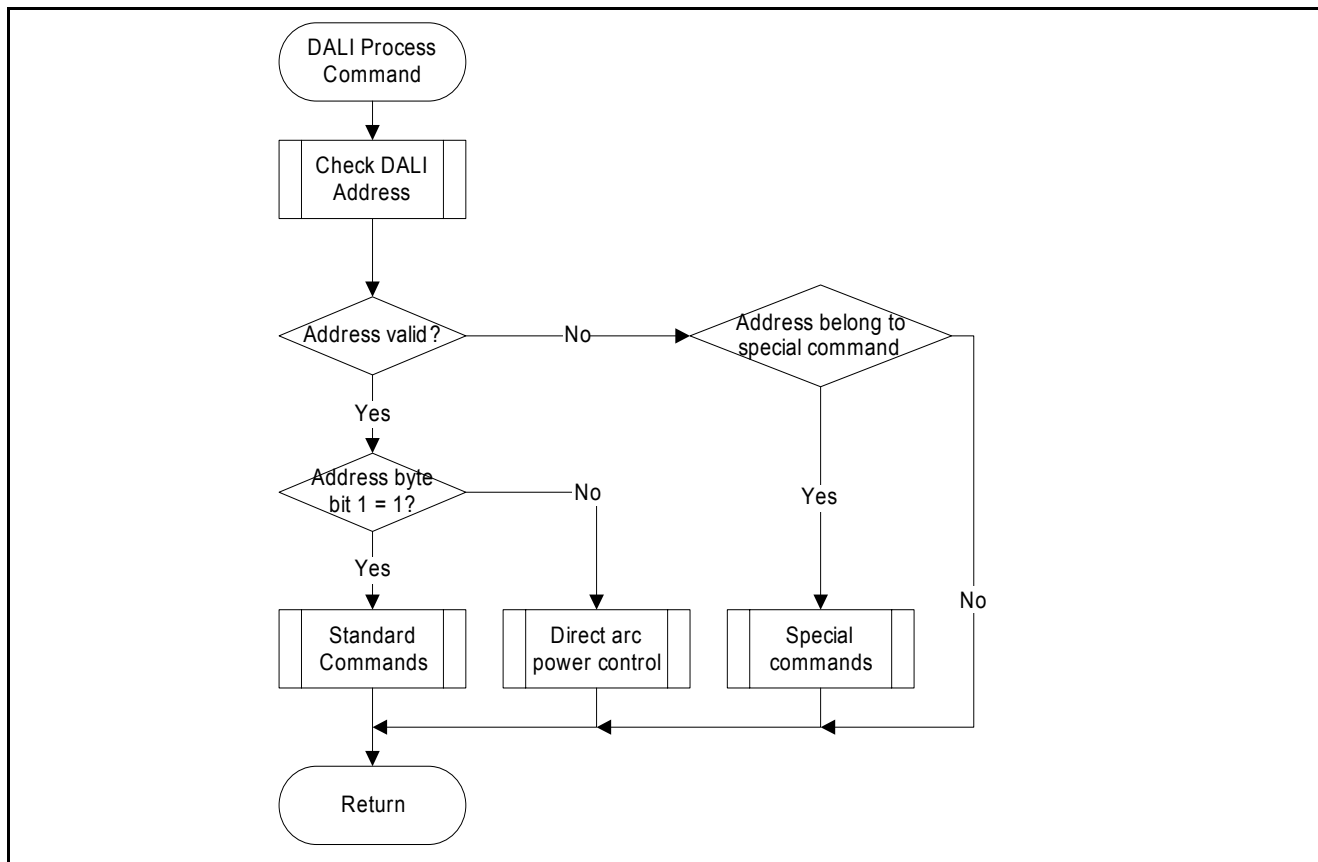 DALI Process
Command
Check DALI
Address
Address valid?
No
Address belong to
special command
Yes
Address byte
bit 1 = 1?
No
Yes
Yes
No
Standard
Commands
Direct arc
power control
Special
commands
Return